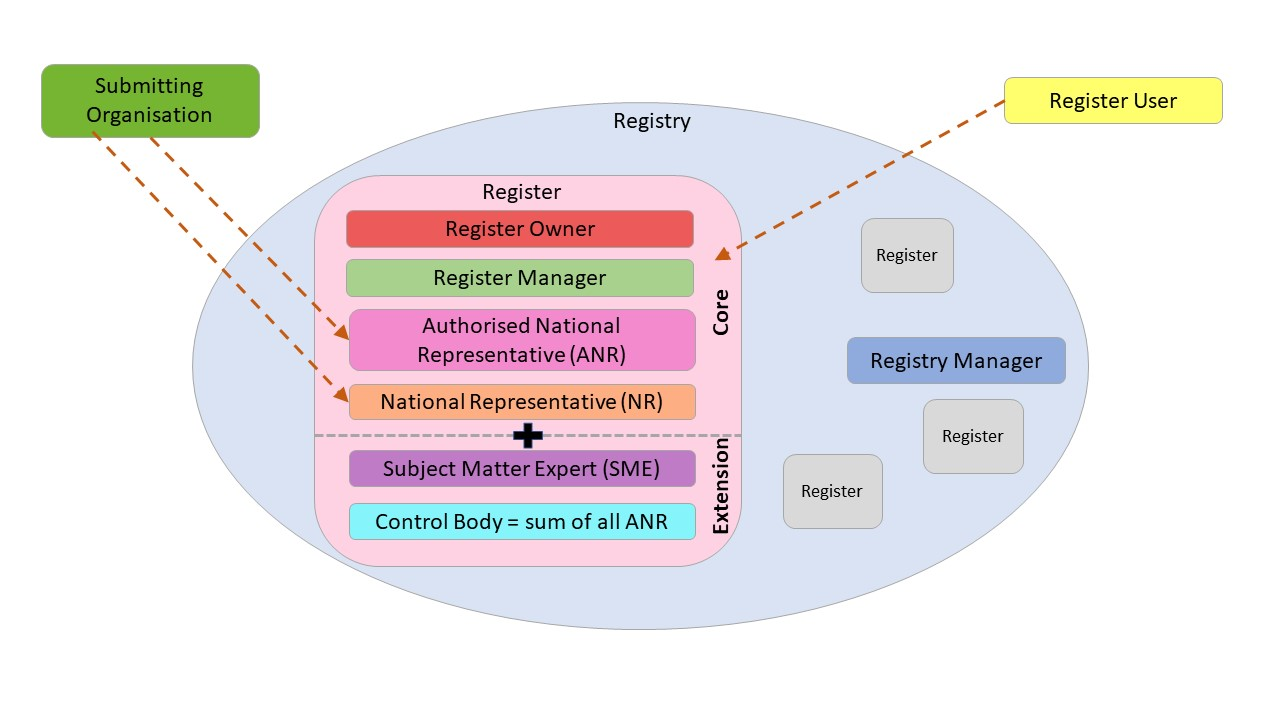 Submitting
Organisation
Register User
Registry
Register
Register Owner
Register Manager
Authorised National
Representative (ANR)
National Representative (NR)
Core
Subject Matter Expert (SME)
Control Body = sum of all ANR
Extension
Register
Registry Manager
Register
Register